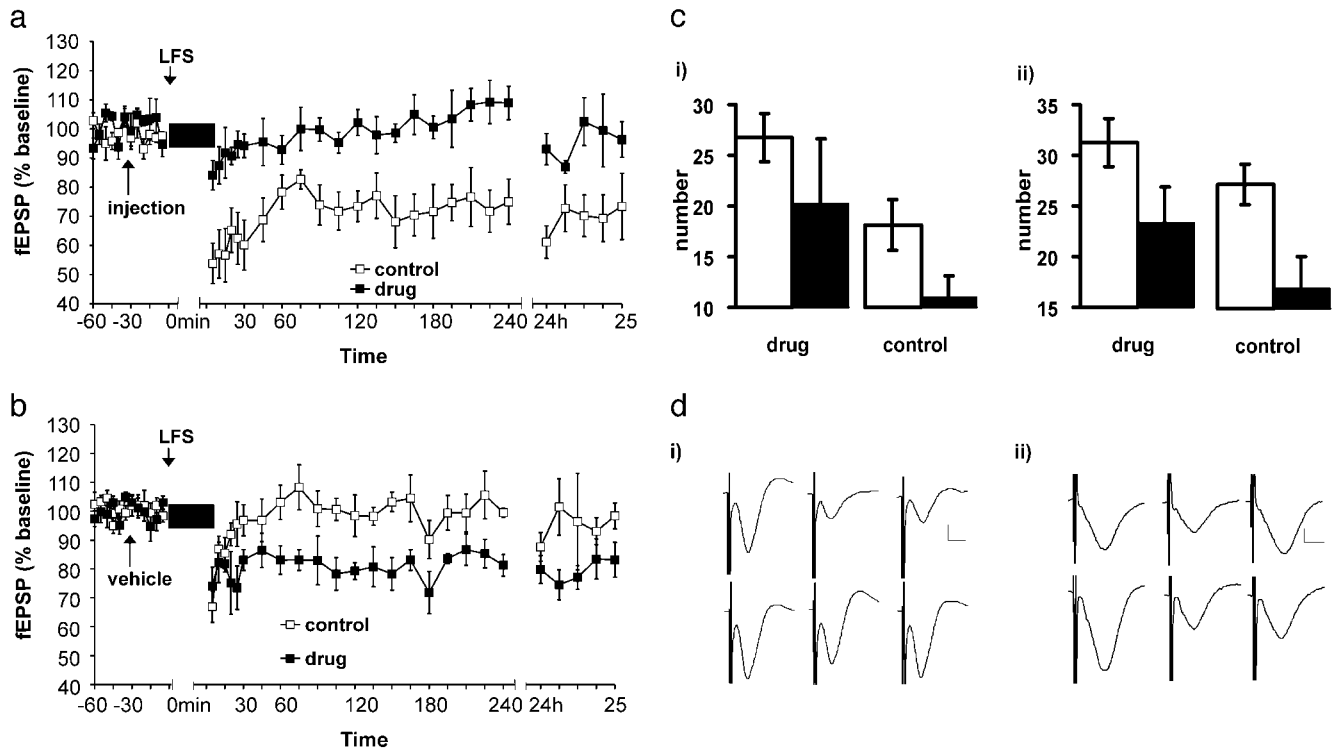 a
fEPSP (% baseline)
130
120
110
100
90
80
70
60
50
40
LFS
injection
control
drug
-60 -30 0min 30 60 120 180 240 24h 25
Time
b
fEPSP (% baseline)
130
120
110
100
90
80
70
60
50
40
LFS
vehicle
control
drug
-60 -30 0min 30 60 120 180 240 24h 25
Time
c
i)
number
30
25
20
15
10
drug control
ii)
number
35
30
25
20
15
drug control
d
i)
ii)